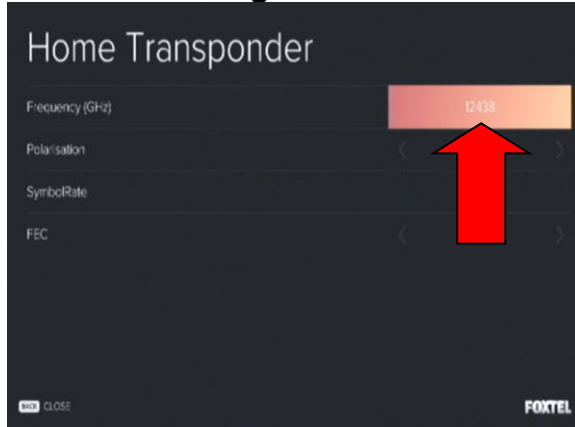 Home Transponder
Frequency (GHz)
12438
Polarisation
SymbolRate
FEC
BACK CLOSE
FOXTEL